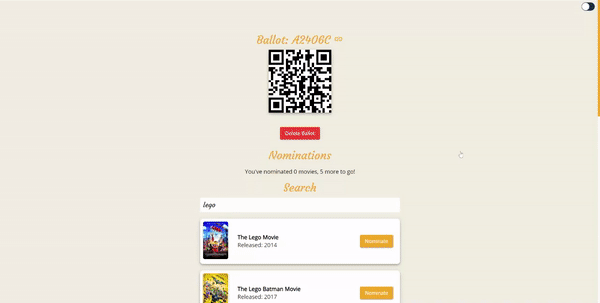 Ballot: A2406C
Delete Ballot
Nominations
You've nominated 0 movies, 5 more to go!
Search
lego
The Lego Movie
Released: 2014
Nominate
The Lego Batman Movie
Released: 2017
Nominate